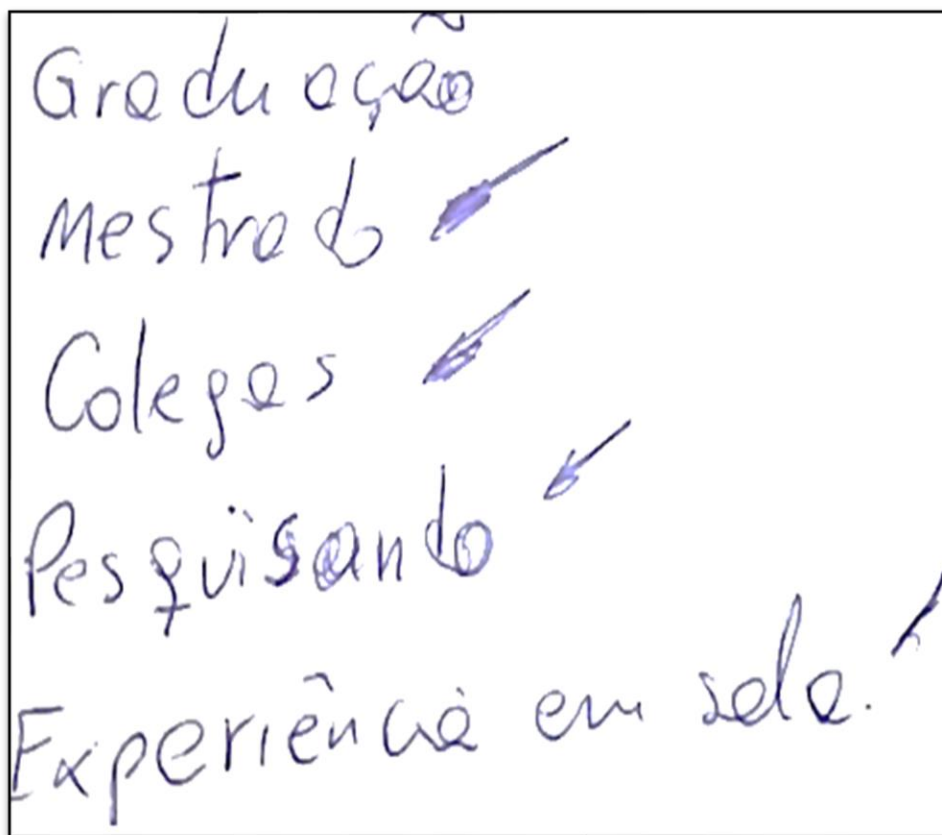 Graduação
Mestrado
Colegas
Pesquisando
Experiência em sala.